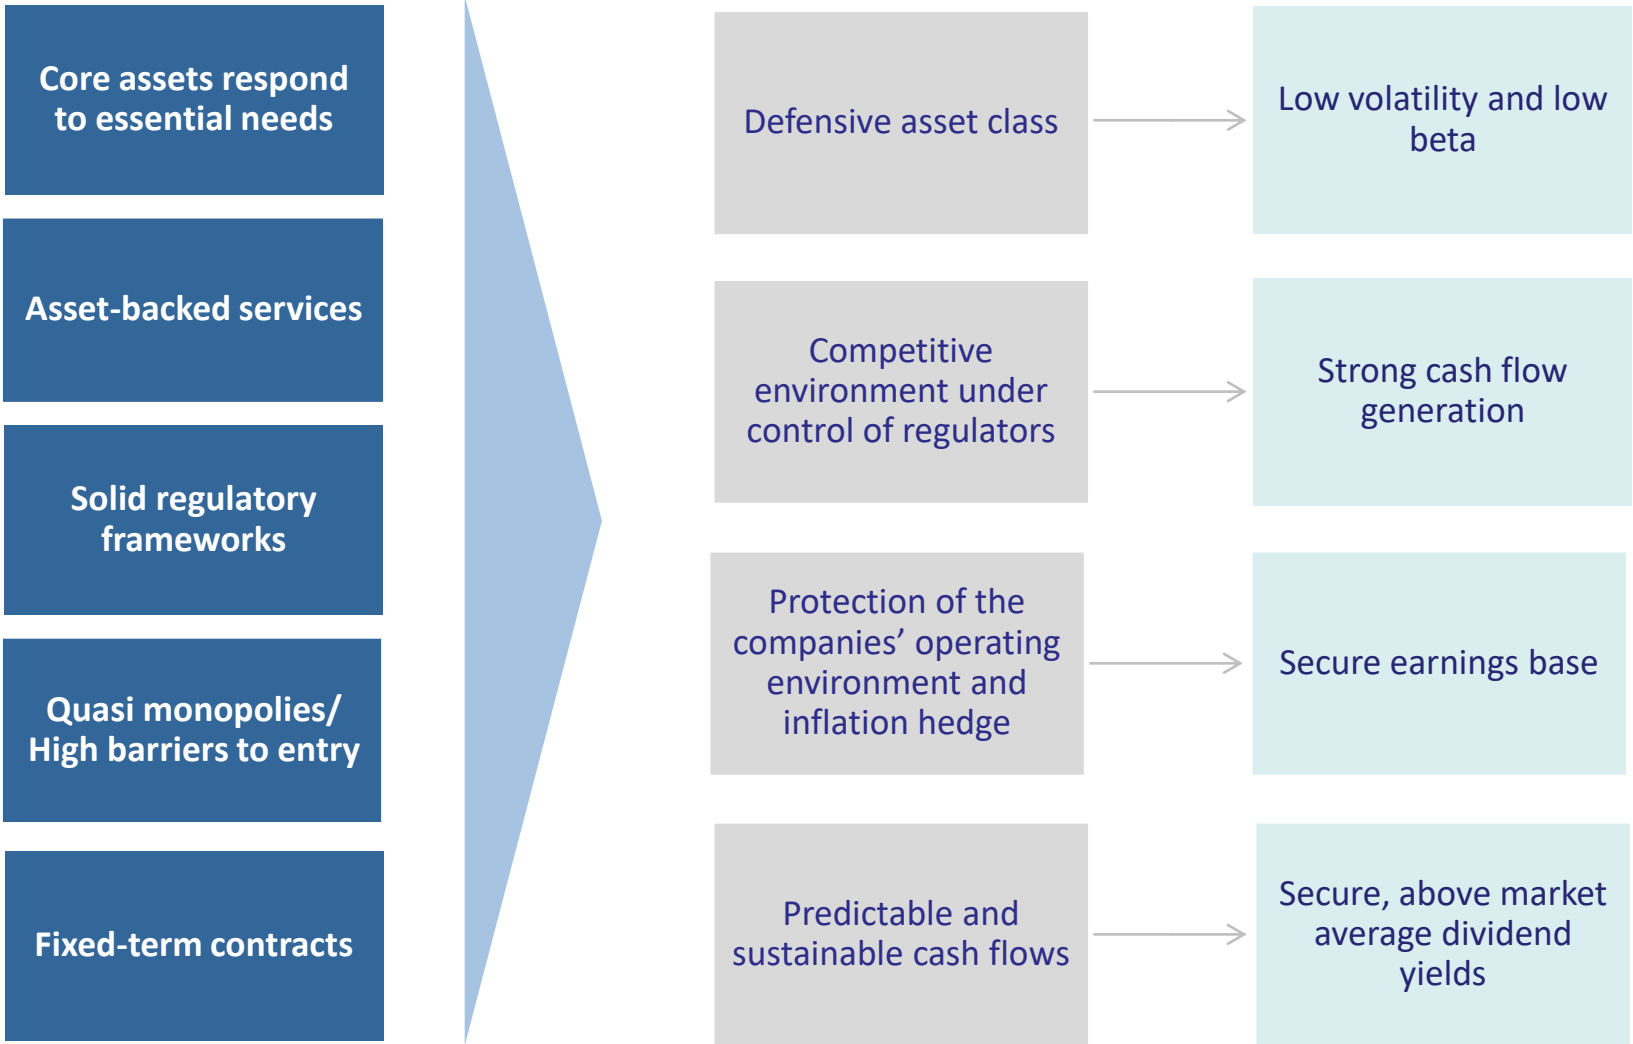 Core assets respond
to essential needs
Asset-backed services
Solid regulatory
frameworks
Quasi monopolies/
High barriers to entry
Fixed-term contracts
Defensive asset class
Low volatility and low
beta
Competitive
environment under
control of regulators
Strong cash flow
generation
Protection of the
companies’ operating
environment and
inflation hedge
Secure earnings base
Predictable and
sustainable cash flows
Secure, above market
average dividend
yields